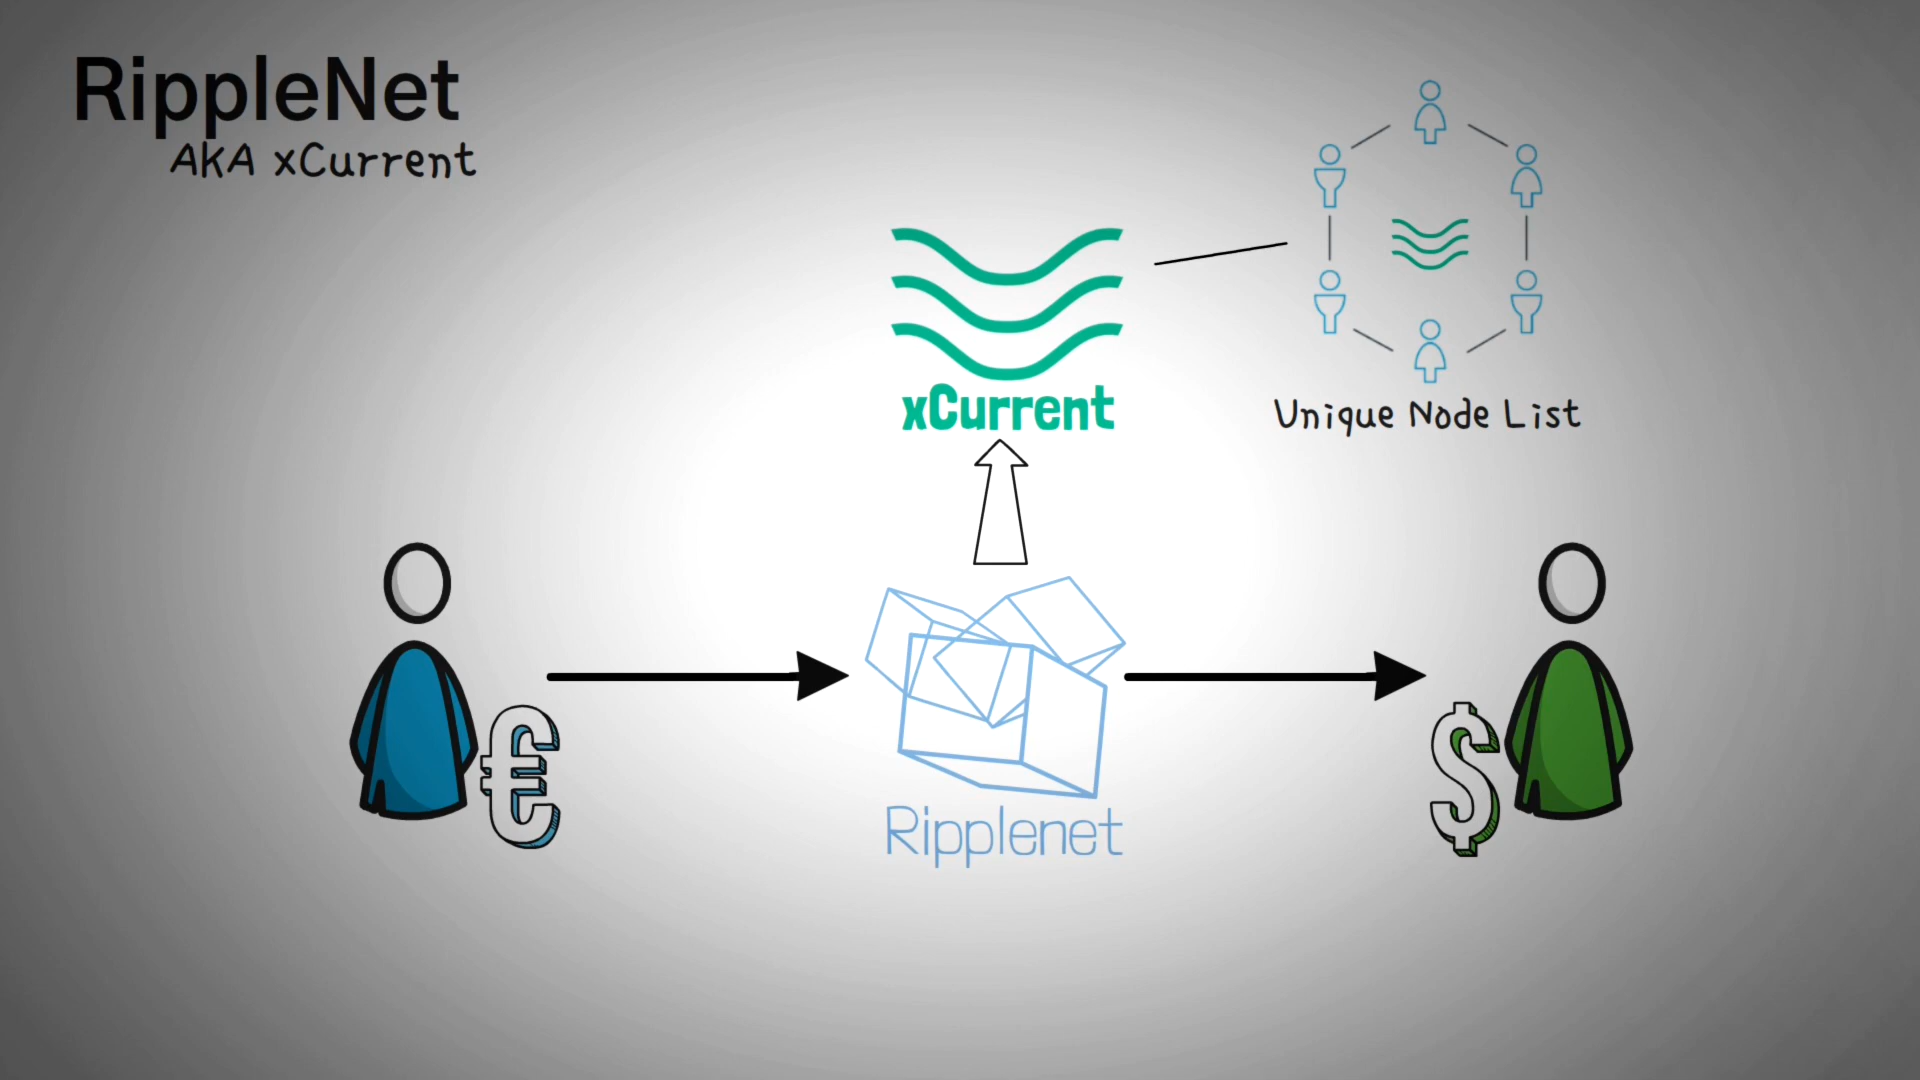 RippleNet
AKA xCurrent
xCurrent
Unique Node List
€
$
Ripplenet